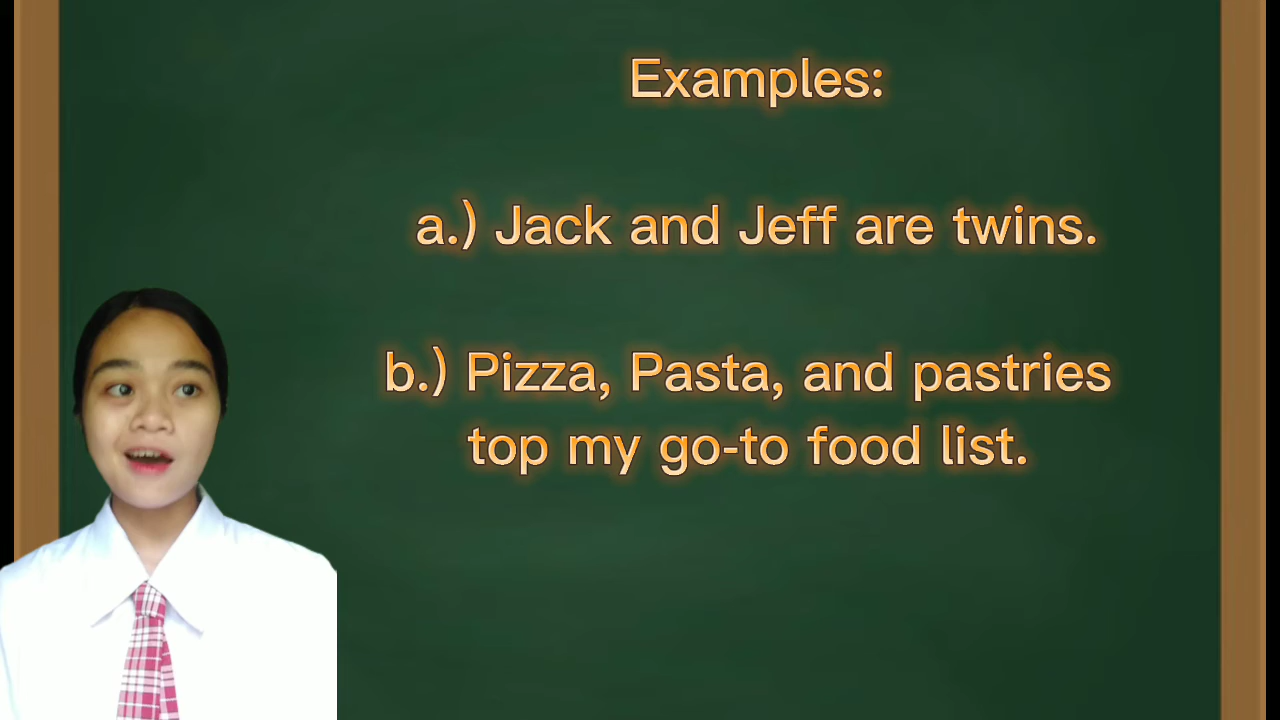 Examples:
a.) Jack and Jeff are twins.
b.) Pizza, Pasta, and pastries
top my go-to food list.